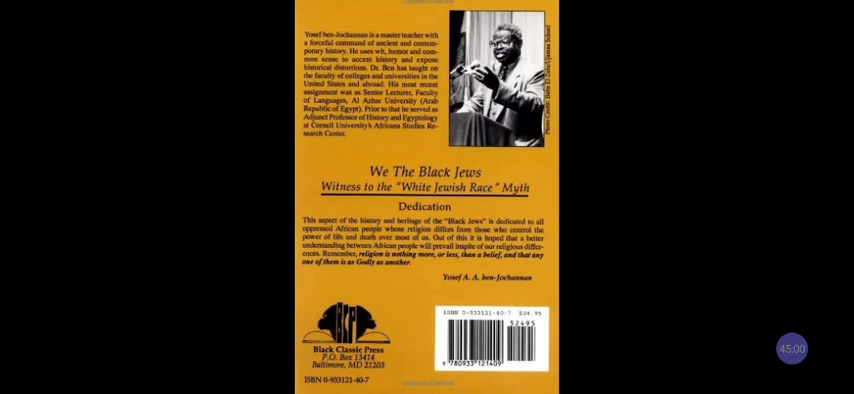 Yosef ben-Jochannan is a master teacher with
a forceful command of ancient and contem-
porary history. He uses wit, humor and com-
mon sense to accent history and expose
historical distortions. Dr. Ben has taught on
the faculty of colleges and universities in the
United States and abroad. His most recent
assignment was as Senior Lecturer, Faculty
of Languages, Al Azhar University (Arab
Republic of Egypt). Prior to that he served as
Adjunct Professor of History and Egyptology
at Cornell University's Africana Studies Re-
search Center.
Photo Credit:
School
We The Black Jews
Witness to the "White Jewish Race" Myth
Dedication
This aspect of the history and heritage of the "Black Jews" is dedicated to all
oppressed African people whose religion differs from those who control the
power of life and death over most of us. Out of this it is hoped that a better
understanding between African people will prevail inspite of our religious differ-
ences. Remember, religion is nothing more, or less, than a belief, and that any
one of them is as Godly as another.
Yosef A. A. ben-Jochannan
BCP
Black Classic Press
P.O. Box 13414
Baltimore, MD 21203
ISBN 0-933121-40-7
ISBN 0-933121-40-7 $24.95
52495
9 780933 121409
45:00